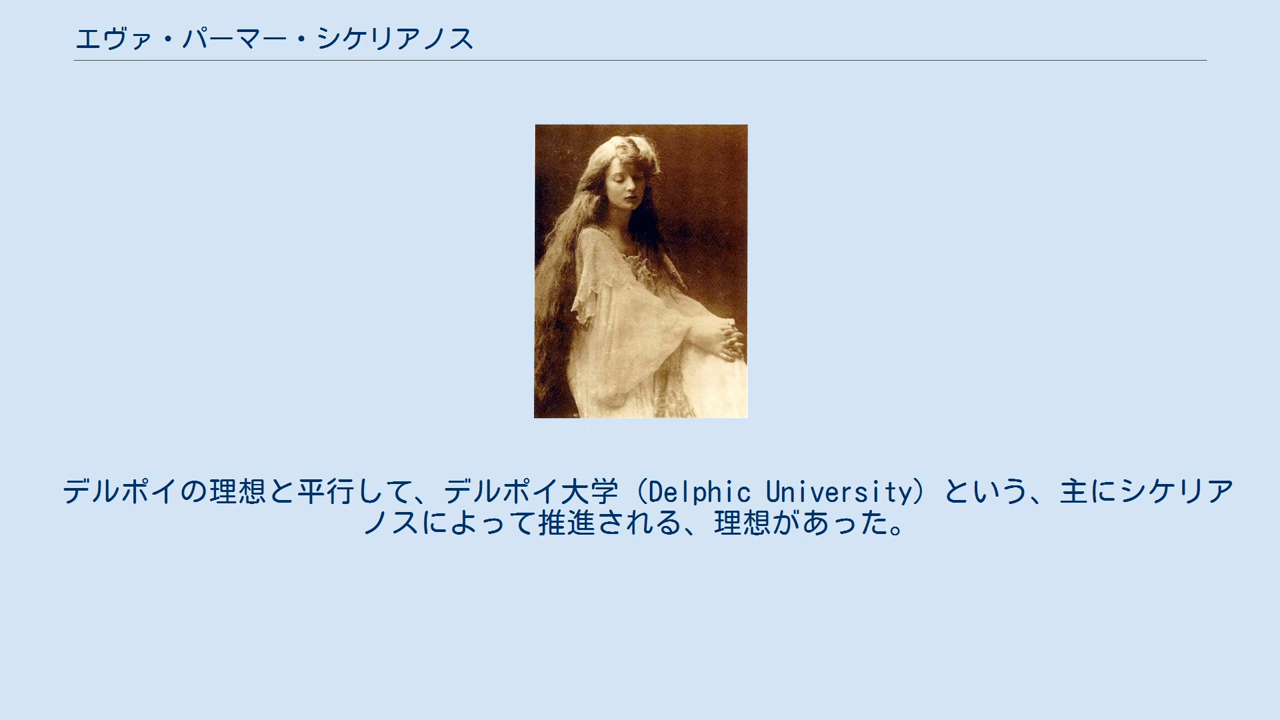 エヴァ・パーマー・シケリアノス
デルポイの理想と平行して、デルポイ大学（Delphic University）という、主にシケリア
ノスによって推進される、理想があった。